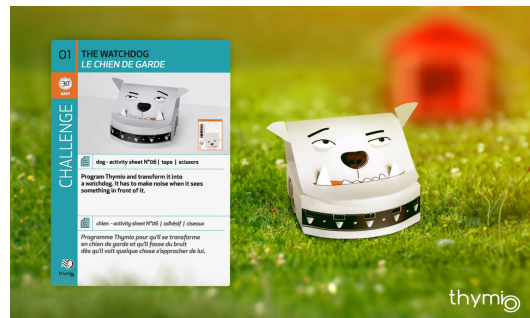 01 THE WATCHDOG
LE CHIEN DE GARDE
30'
EASY
CHALLENGE
dog - activity sheet N°06 | tape | scissors
Program Thymio and transform it into
a watchdog. It has to make noise when it sees
something in front of it.
chien - activity sheet N°06 | adhésif | ciseaux
Programme Thymio pour qu'il se transforme
en chien de garde et qu'il fasse du bruit
dès qu'il voit quelque chose s'approcher de lui.
thymio
thymio